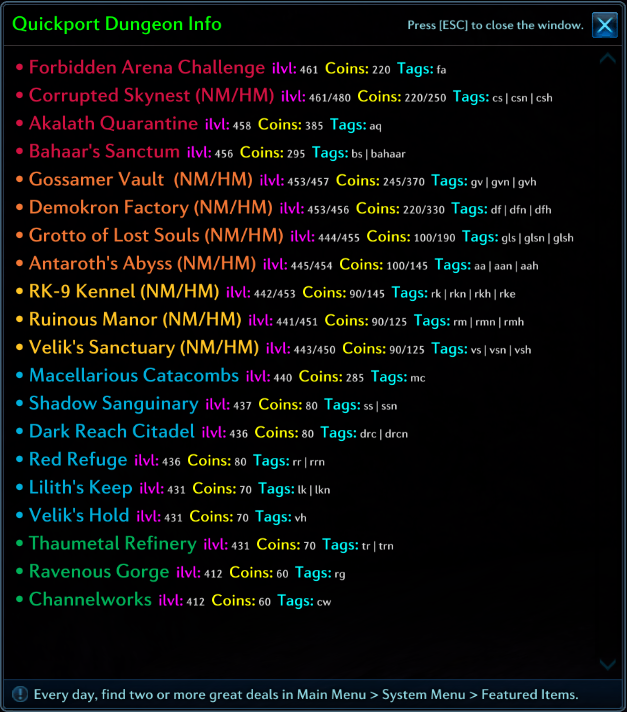 Quickport Dungeon Info
Press [ESC] to close the window.
• Forbidden Arena Challenge ilvl: 461 Coins: 220 Tags: fa
• Corrupted Skynest (NM/HM) ilvl: 461/480 Coins: 220/250 Tags: cs | csn | csh
• Akalath Quarantine ilvl: 458 Coins: 385 Tags: aq
• Bahaar's Sanctum ilvl: 456 Coins: 295 Tags: bs | bahaar
• Gossamer Vault (NM/HM) ilvl: 453/457 Coins: 245/370 Tags: gv | gvn | gvh
• Demokron Factory (NM/HM) ilvl: 453/456 Coins: 220/330 Tags: df | dfn | dfh
• Grotto of Lost Souls (NM/HM) ilvl: 444/455 Coins: 100/190 Tags: gls | glsn | glsh
• Antaroth's Abyss (NM/HM) ilvl: 445/454 Coins: 100/145 Tags: aa | aan | aah
• RK-9 Kennel (NM/HM) ilvl: 442/453 Coins: 90/145 Tags: rk | rkn | rkh | rke
• Ruinous Manor (NM/HM) ilvl: 441/451 Coins: 90/125 Tags: rm | rmn | rmh
• Velik's Sanctuary (NM/HM) ilvl: 443/450 Coins: 90/125 Tags: vs | vsn | vsh
• Macellarious Catacombs ilvl: 440 Coins: 285 Tags: mc
• Shadow Sanguinary ilvl: 437 Coins: 80 Tags: ss | ssn
• Dark Reach Citadel ilvl: 436 Coins: 80 Tags: drc | drcn
• Red Refuge ilvl: 436 Coins: 80 Tags: rr | rrn
• Lilith's Keep ilvl: 431 Coins: 70 Tags: lk | lkn
• Velik's Hold ilvl: 431 Coins: 70 Tags: vh
• Thaumetal Refinery ilvl: 431 Coins: 70 Tags: tr | trn
• Ravenous Gorge ilvl: 412 Coins: 60 Tags: rg
• Channelworks ilvl: 412 Coins: 60 Tags: cw
Every day, find two or more great deals in Main Menu > System Menu > Featured Items.